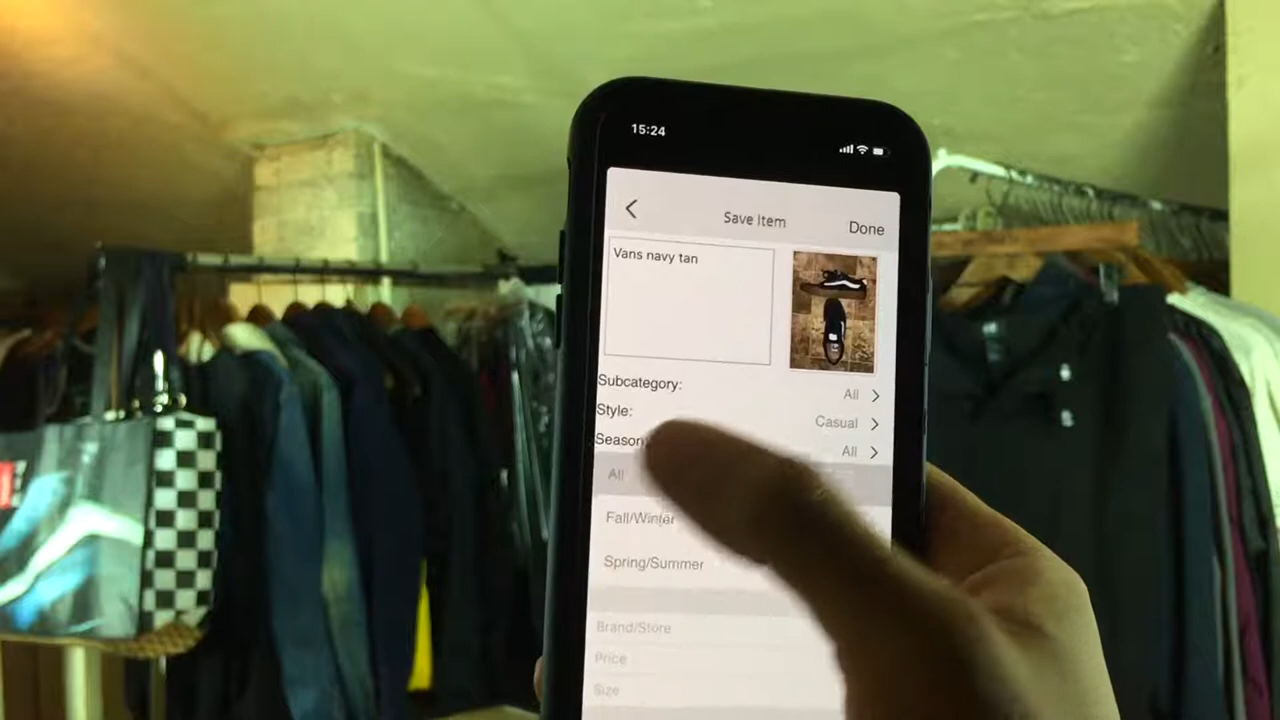 15:24
Save Item
Done
Vans navy tan
Subcategory:
All
Style:
Casual
Season
All
All
Fall/Winter
Spring/Summer
Brand/Store
Price
Size